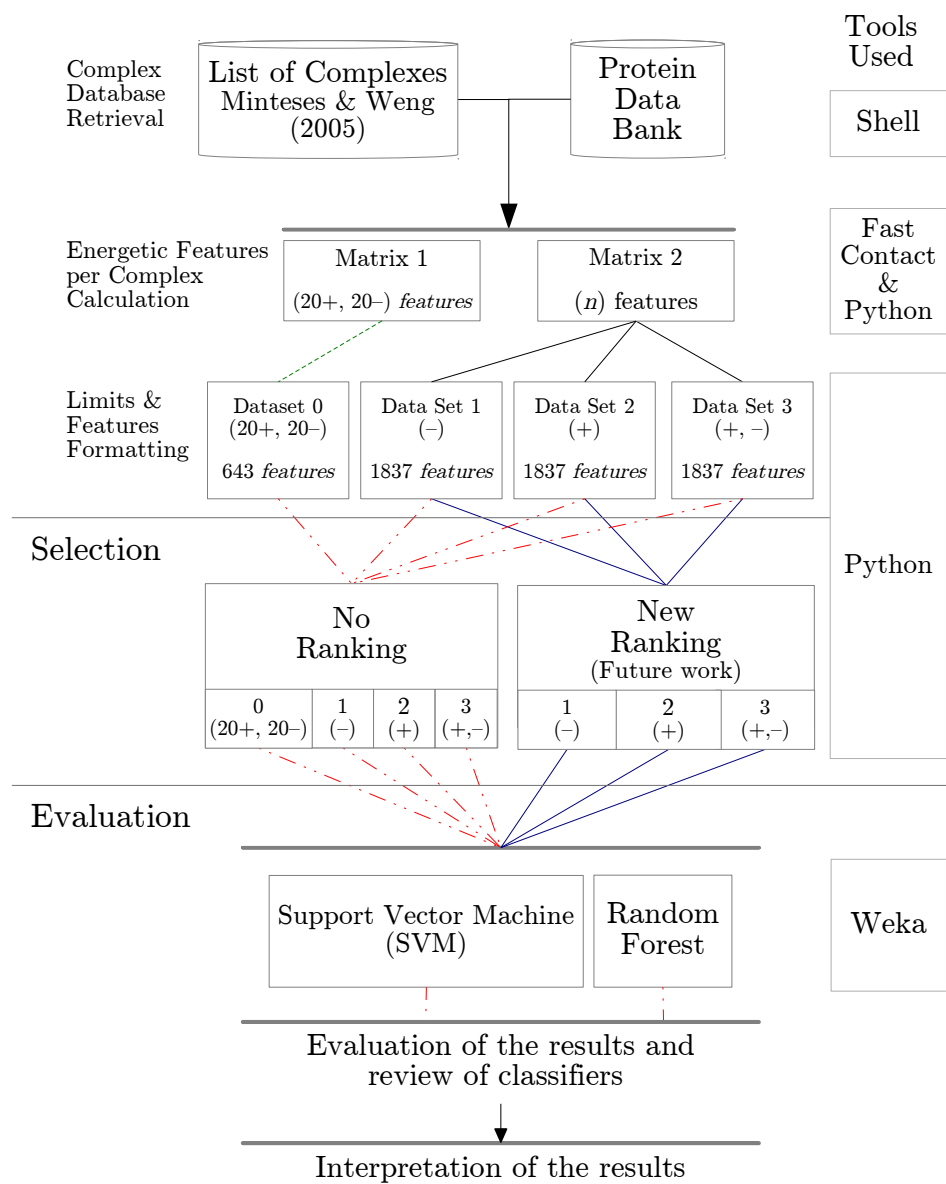 Tools
Used
Complex
Database
Retrieval
List of Complexes
Minteses & Weng
(2005)
Protein
Data
Bank
Shell
Energetic Features
per Complex
Calculation
Matrix 1
(20+, 20–) features
Matrix 2
(n) features
Fast
Contact
&
Python
Limits &
Features
Formatting
Dataset 0
(20+, 20–)
643 features
Data Set 1
(–)
1837 features
Data Set 2
(+)
1837 features
Data Set 3
(+, –)
1837 features
Selection
Python
No
Ranking
0
(20+, 20–)
1
(–)
2
(+)
3
(+,–)
New
Ranking
(Future work)
1
(–)
2
(+)
3
(+,–)
Evaluation
Support Vector Machine
(SVM)
Random
Forest
Weka
Evaluation of the results and
review of classifiers
Interpretation of the results